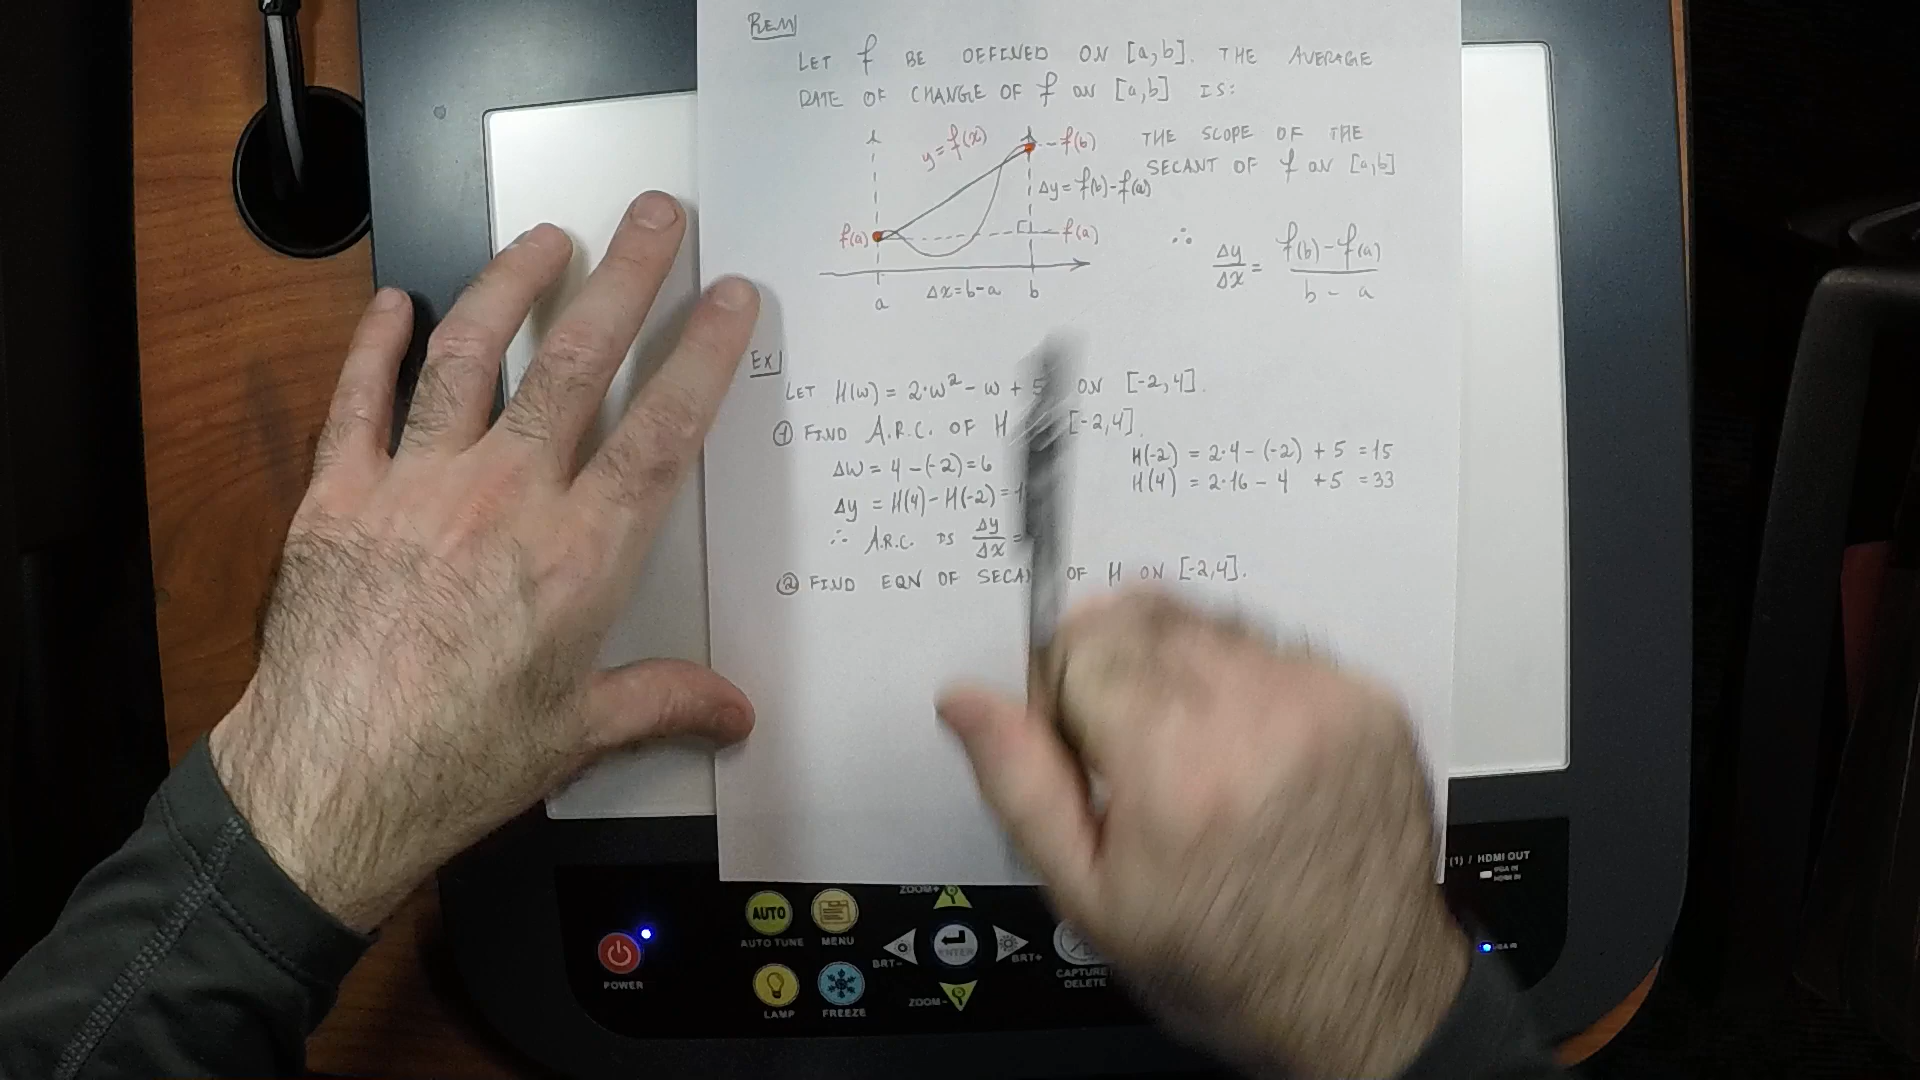 REM
LET f BE DEFINED ON [a,b]. THE AVERAGE
RATE OF CHANGE OF f ON [a,b] IS:
y=f(x)
f(b)
Δy=f(b)-f(a)
f(a)
f(a)
a
Δx=b-a
b
THE SCOPE OF THE
SECANT OF f ON [a,b]
∴ Δy/Δx = f(b)-f(a)/b-a
EX
LET H(w) = 2·w²-w+5 ON [-2,4].
① FIND A.R.C. OF H [-2,4].
Δw = 4-(-2)=6
Δy = H(4)-H(-2)=
∴ A.R.C. IS Δy/Δx =
H(-2) = 2·4-(-2)+5 =15
H(4) = 2·16-4 +5 =33
② FIND EQN OF OF H ON [-2,4].
POWER
AUTO
AUTO TUNE
MENU
LAMP
FREEZE
ZOOM+
BRT-
ENTER
BRT+
ZOOM-
CAPTURE
DELETE
(1) / HDMI OUT